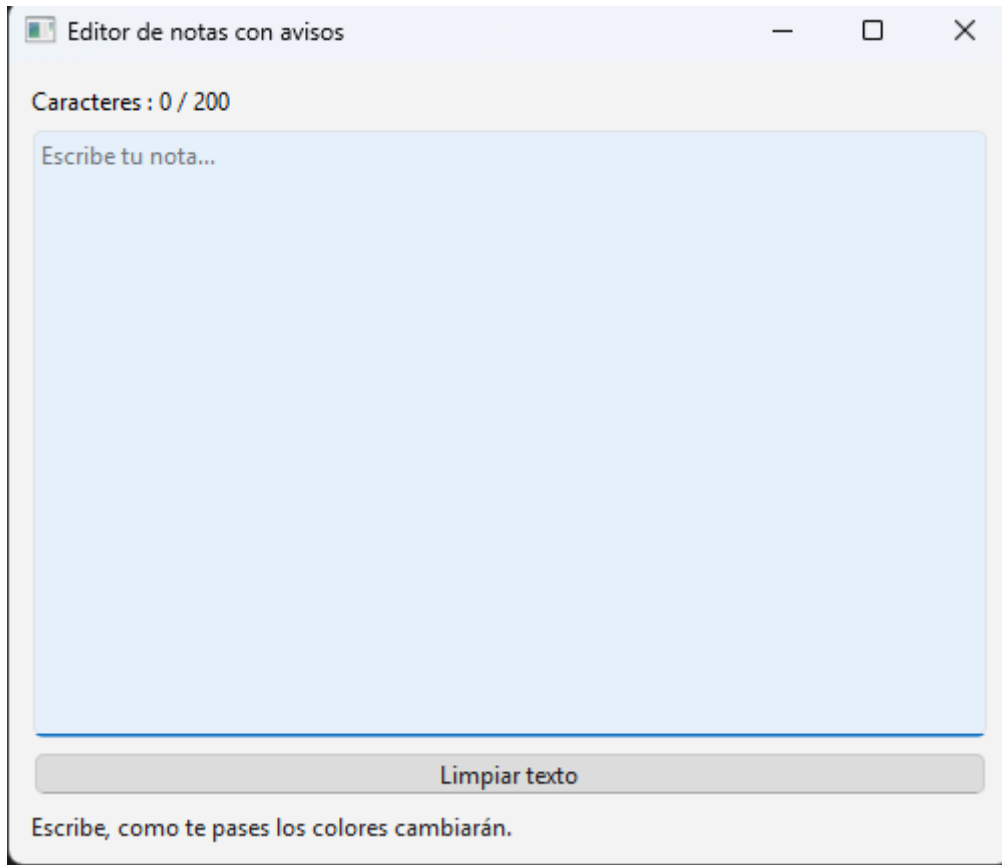 Editor de notas con avisos
Caracteres : 0 / 200
Escribe tu nota...
Limpiar texto
Escribe, como te pases los colores cambiarán.